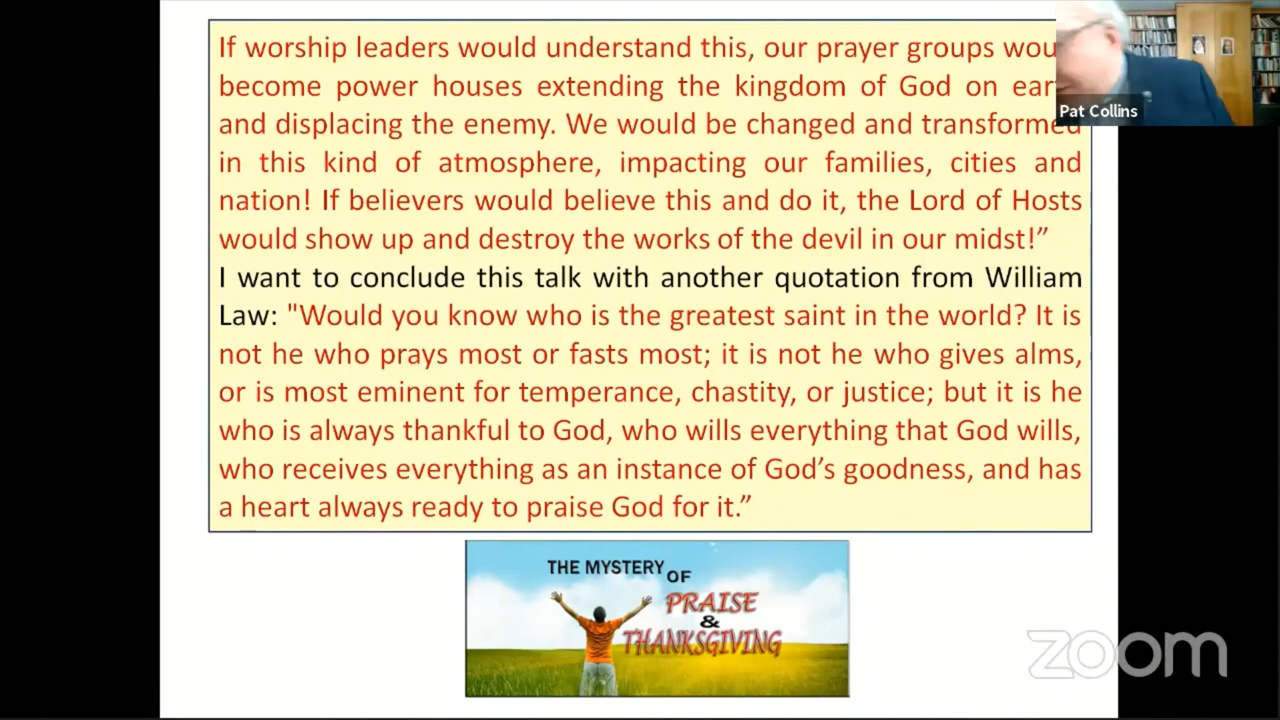 If worship leaders would understand this, our prayer groups wou
become power houses extending the kingdom of God on ear
and displacing the enemy. We would be changed and transformed
in this kind of atmosphere, impacting our families, cities and
nation! If believers would believe this and do it, the Lord of Hosts
would show up and destroy the works of the devil in our midst!”
I want to conclude this talk with another quotation from William
Law: "Would you know who is the greatest saint in the world? It is
not he who prays most or fasts most; it is not he who gives alms,
or is most eminent for temperance, chastity, or justice; but it is he
who is always thankful to God, who wills everything that God wills,
who receives everything as an instance of God’s goodness, and has
a heart always ready to praise God for it.”
Pat Collins
THE MYSTERY OF
PRAISE
&
THANKSGIVING
zoom